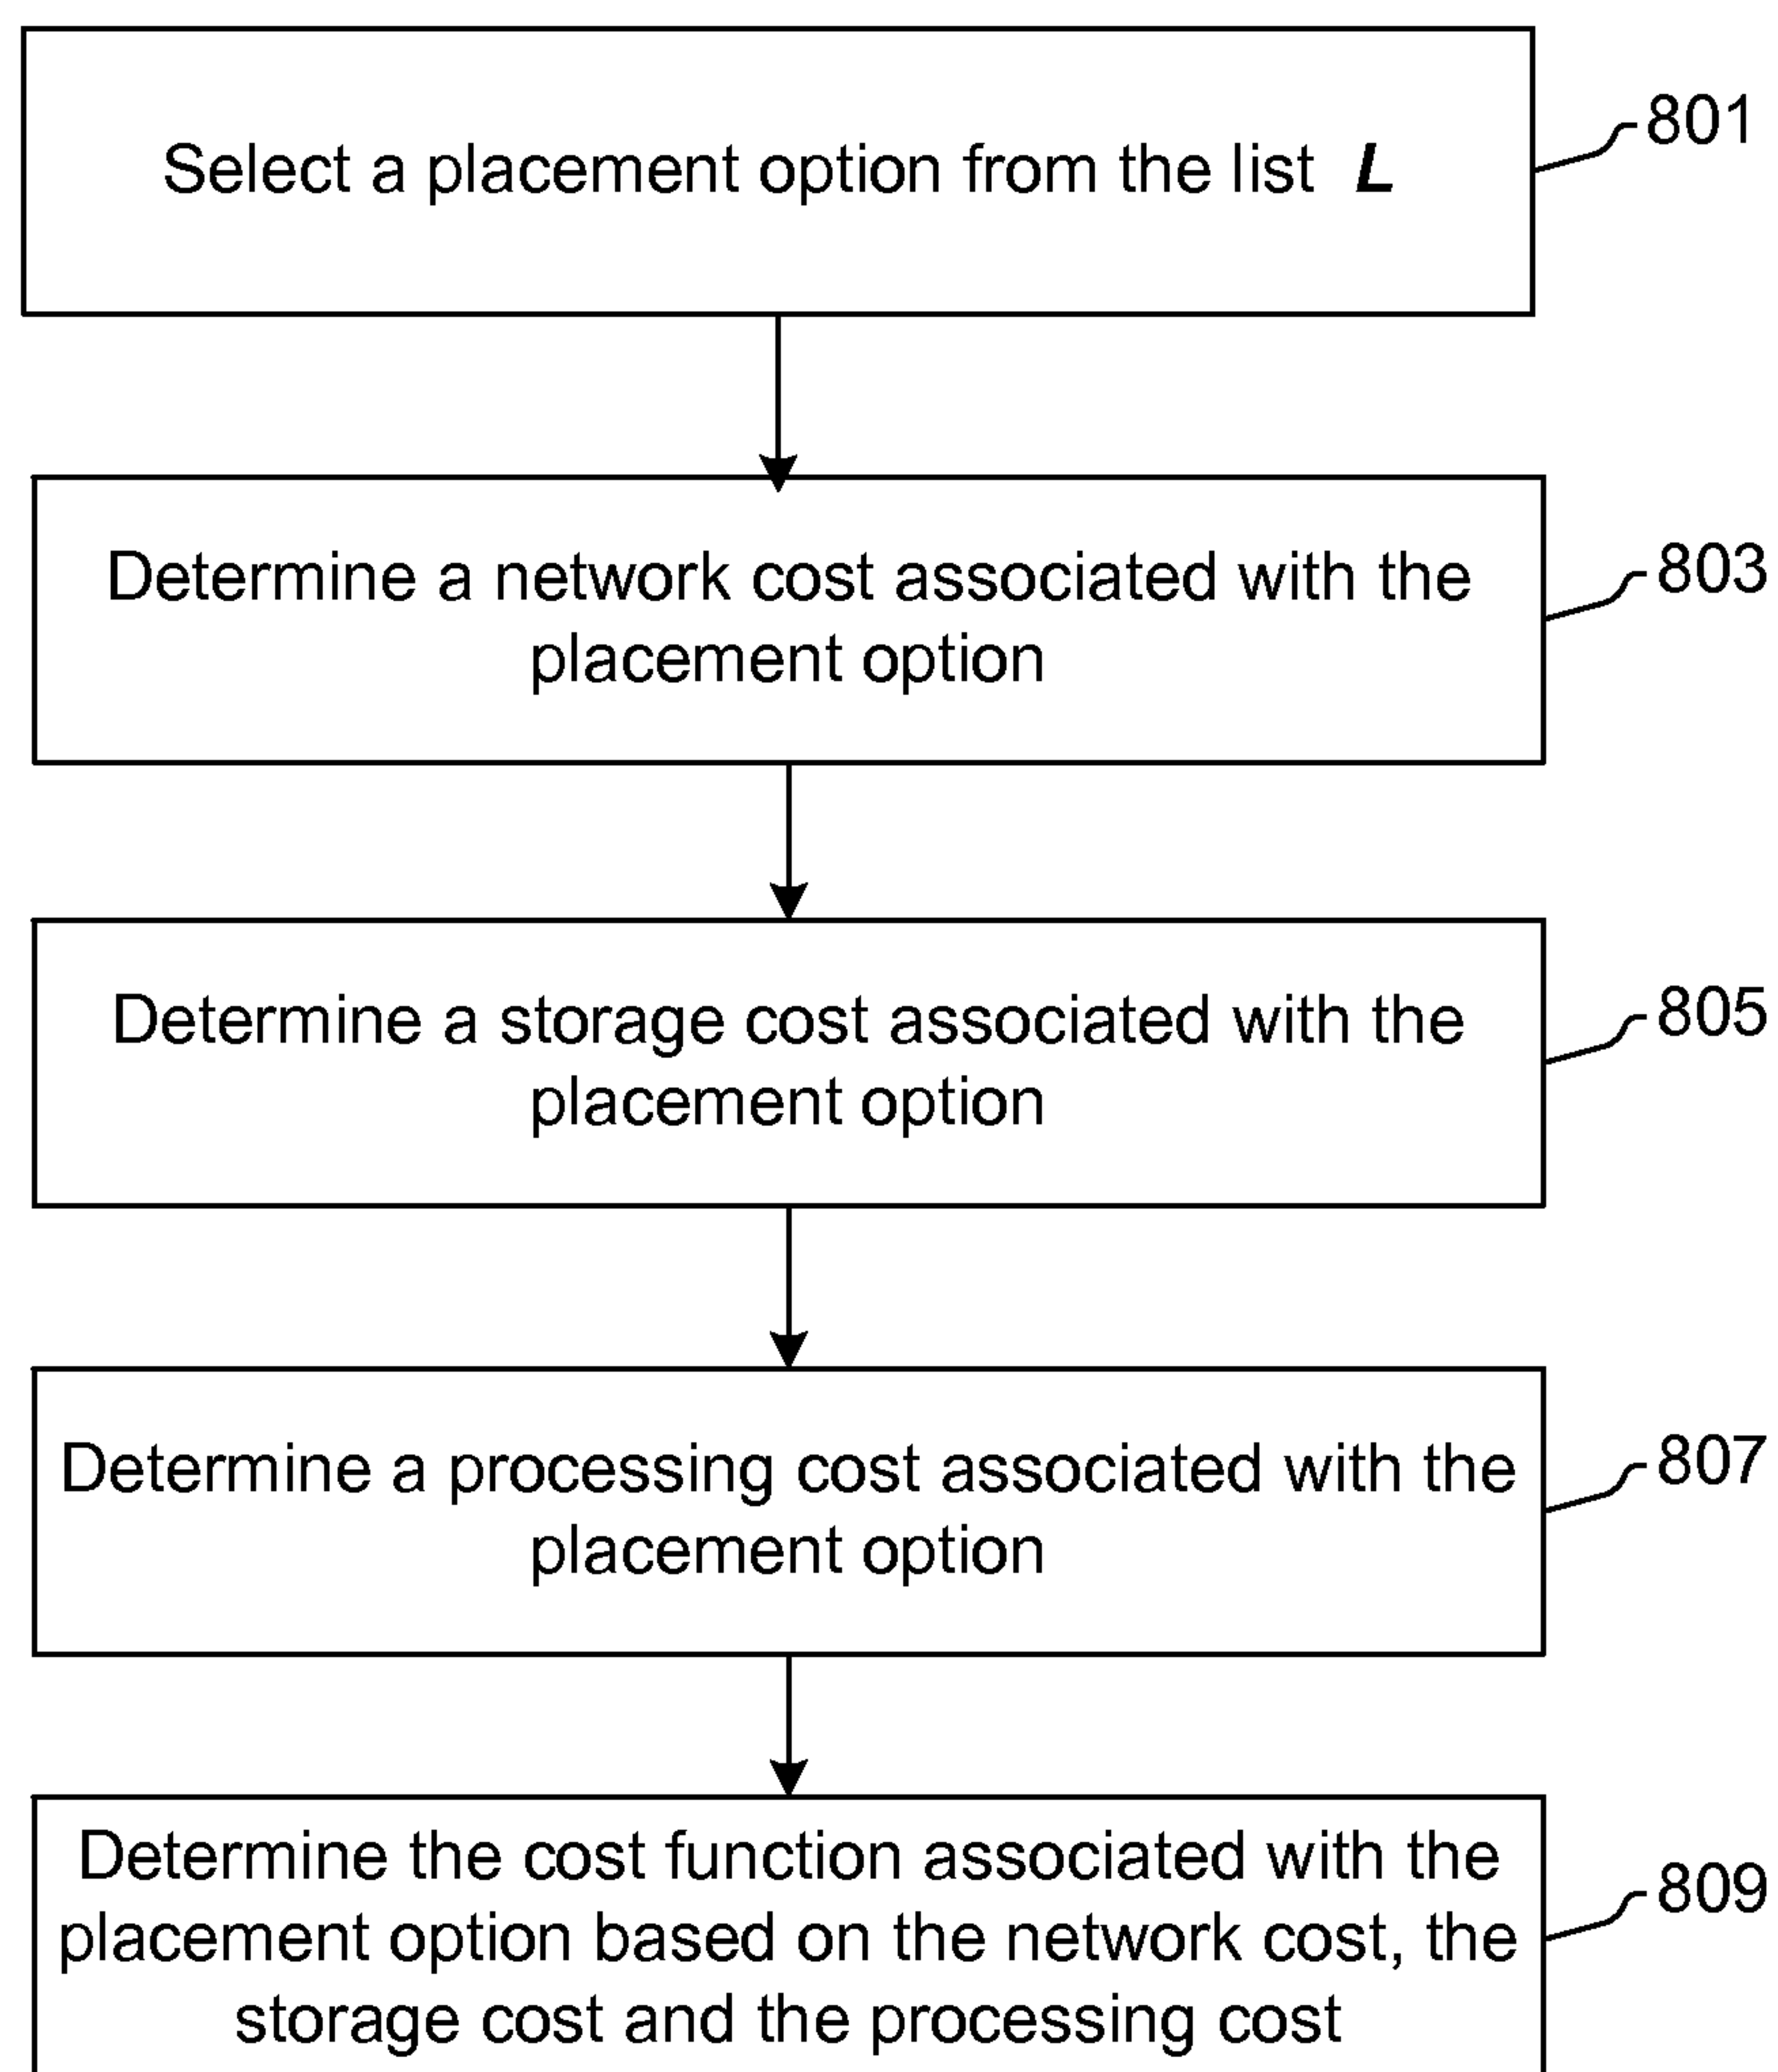 Select a placement option from the list L
801
Determine a network cost associated with the
placement option
803
Determine a storage cost associated with the
placement option
805
Determine a processing cost associated with the
placement option
807
Determine the cost function associated with the
placement option based on the network cost, the
storage cost and the processing cost
809